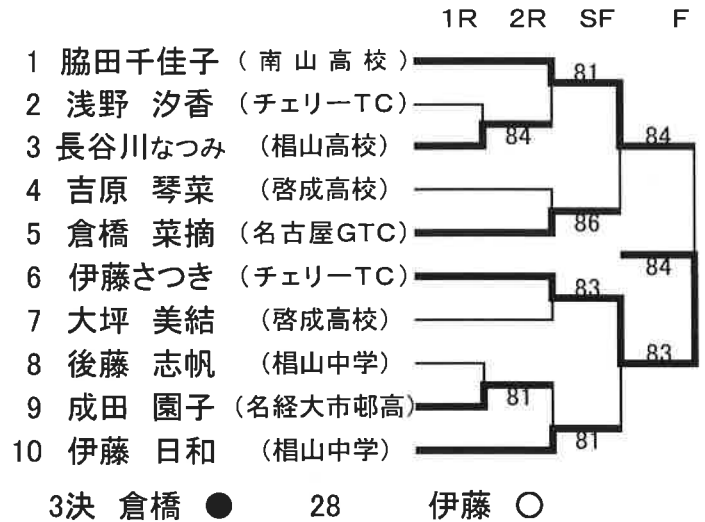 1R 2R SF F
1 脇田千佳子 (南山高校) 81
2 浅野 汐香 (チェリーTC)
84 84
3 長谷川なつみ (椙山高校)
4 吉原 琴菜 (啓成高校)
86
5 倉橋 菜摘 (名古屋GTC)
84
6 伊藤さつき (チェリーTC) 83
7 大坪 美結 (啓成高校)
83
8 後藤 志帆 (椙山中学)
81
9 成田 園子 (名経大市邨高)
81
10 伊藤 日和 (椙山中学)
3決 倉橋 ● 28 伊藤 ○